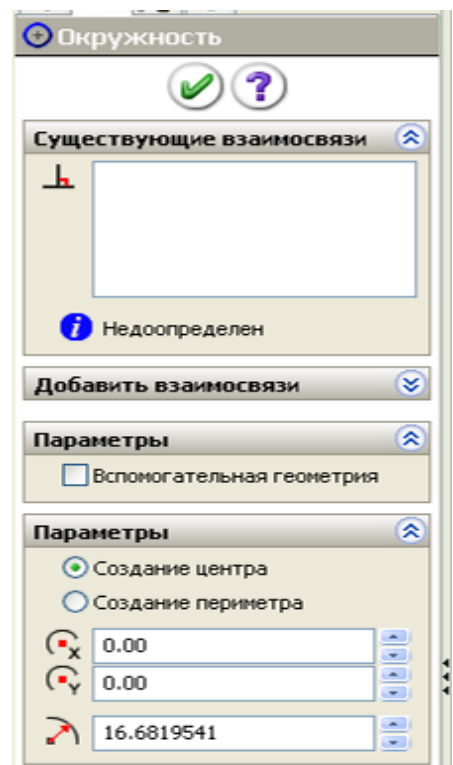 Окружность
Существующие взаимосвязи
Недоопределен
Добавить взаимосвязи
Параметры
Вспомогательная геометрия
Параметры
Создание центра
Создание периметра
X 0.00
Y 0.00
16.6819541